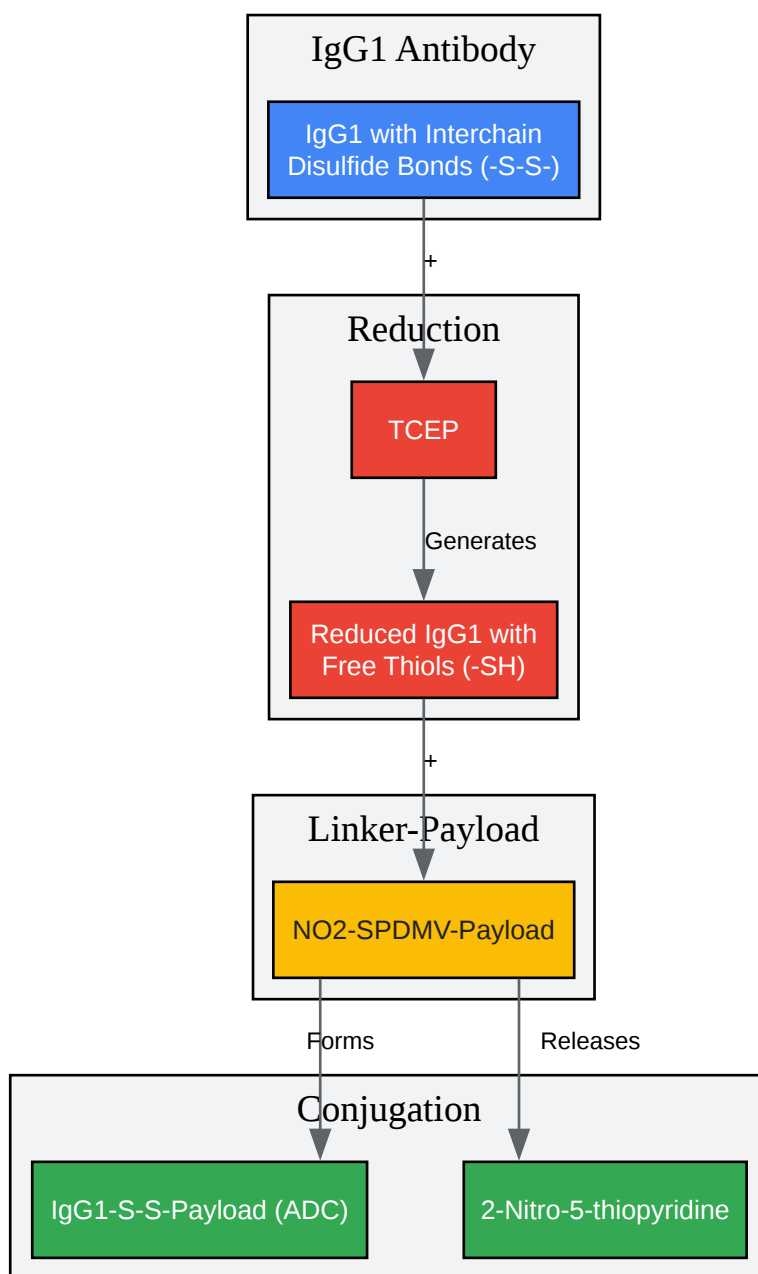 IgG1 Antibody
IgG1 with Interchain
Disulfide Bonds (-S-S-)
+
Reduction
TCEP
Generates
Reduced IgG1 with
Free Thiols (-SH)
+
Linker-Payload
NO2-SPDMV-Payload
Forms
Releases
Conjugation
IgG1-S-S-Payload (ADC)
2-Nitro-5-thiopyridine